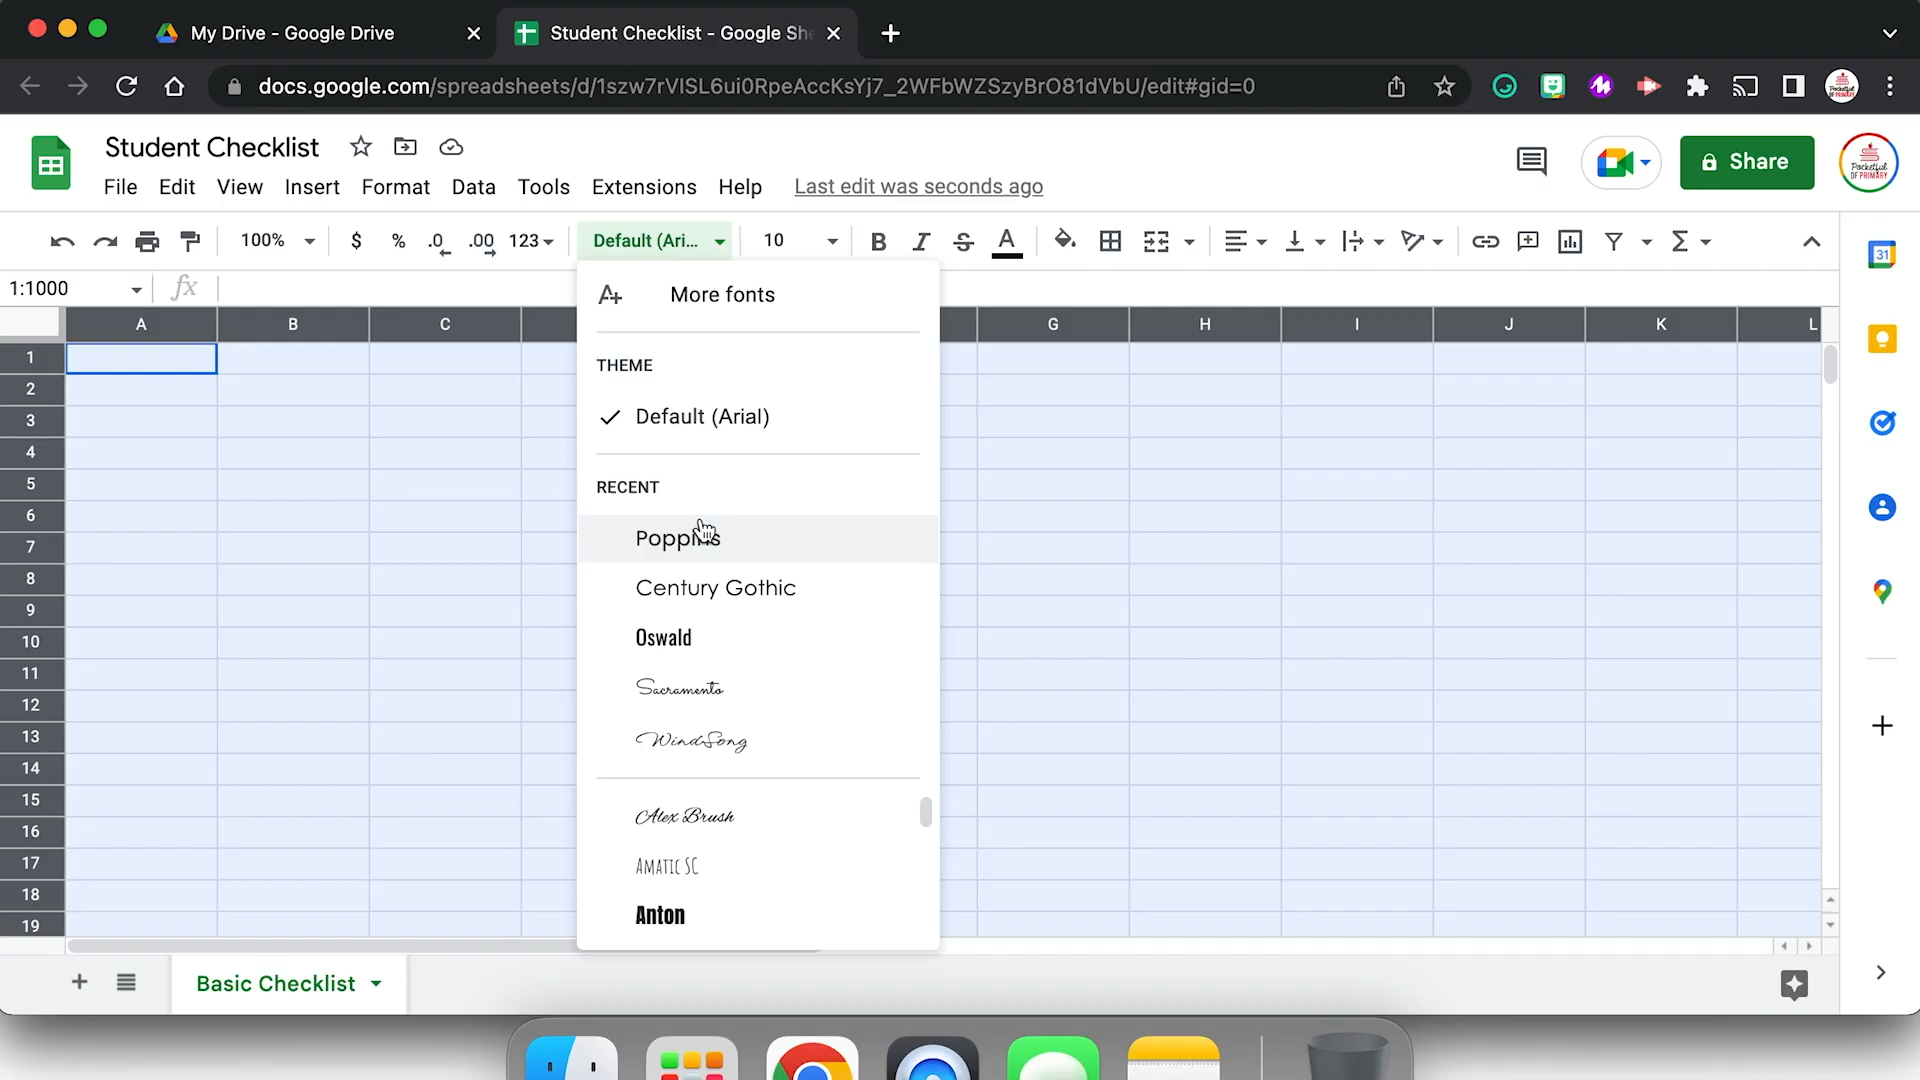 My Drive - Google Drive
Student Checklist - Google She
docs.google.com/spreadsheets/d/1szw7rVISL6ui0RpeAccKsYj7_2WFbWZSzyBrO81dVbU/edit#gid=0
Student Checklist
File Edit View Insert Format Data Tools Extensions Help Last edit was seconds ago
Share
Pocketful
OF PRIMARY
100% $ % .0 .00 123 Default (Ari... 10 B I S A
31
1:1000 fx
More fonts
A B C G H I J K L
THEME
Default (Arial)
RECENT
Poppins
Century Gothic
Oswald
Sacramento
WindSong
Alex Brush
AMATIC SC
Anton
1
2
3
4
5
6
7
8
9
10
11
12
13
14
15
16
17
18
19
Basic Checklist